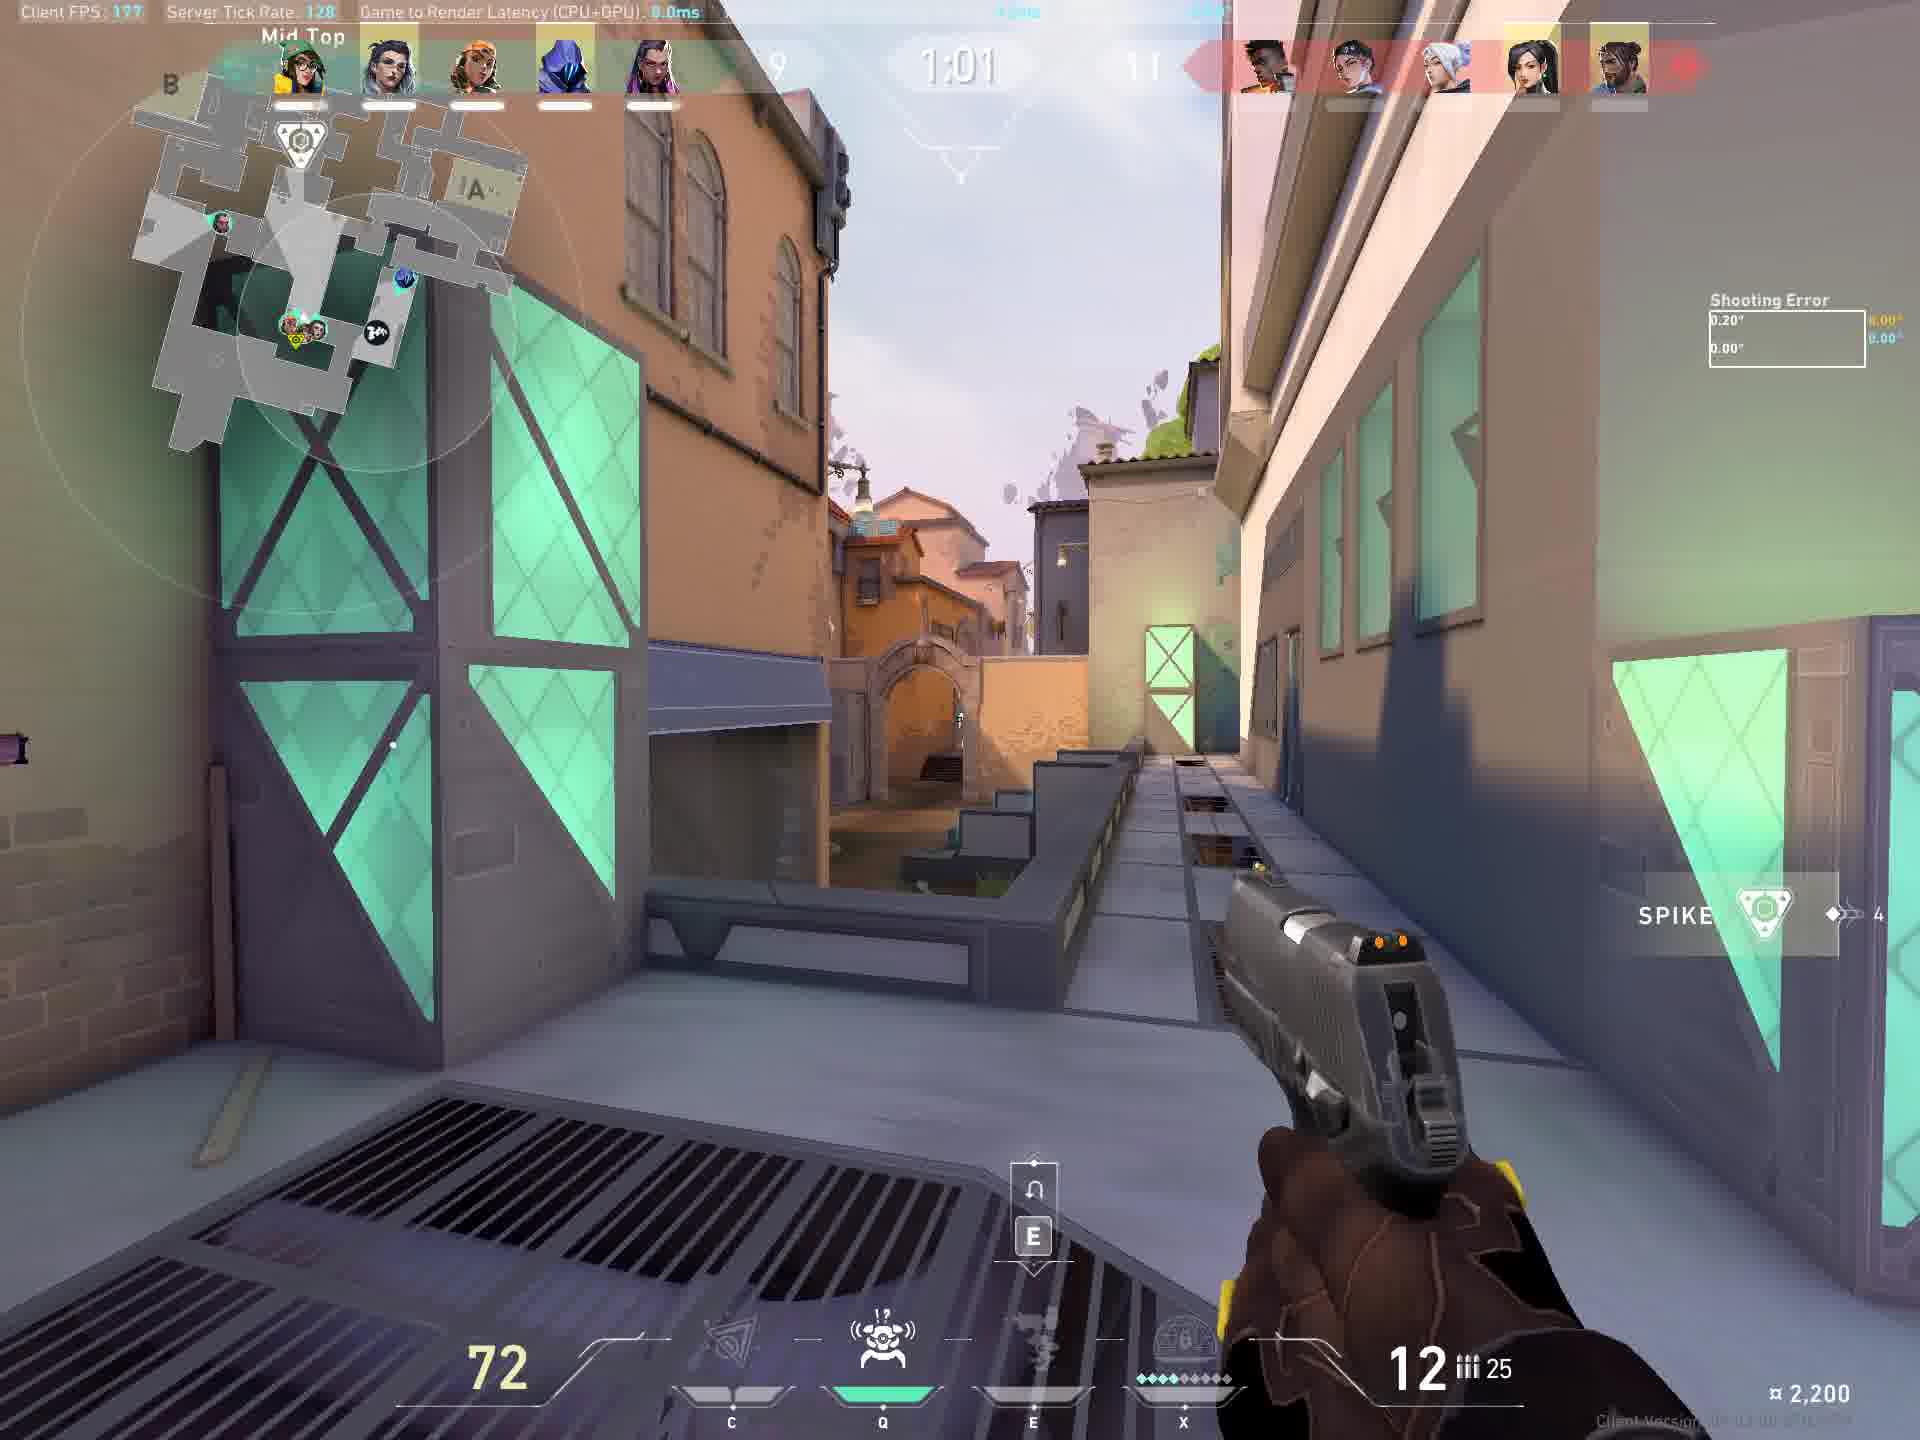 Client FPS: 177 Server Tick Rate: 128 Game to Render Latency (CPU+GPU): 0.0ms
Mid Top
9 1:01 11
B
A
Shooting Error
0.20° 0.00°
0.00° 0.00°
SPIKE 4
E
72
12 25
C Q E X
¤ 2,200